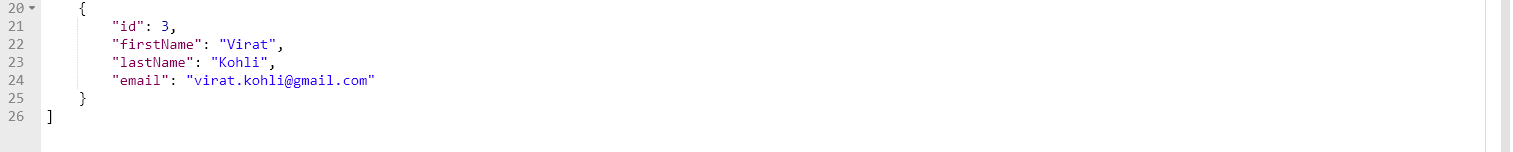 20 {
21 "id": 3,
22 "firstName": "Virat",
23 "lastName": "Kohli",
24 "email": "virat.kohli@gmail.com"
25 }
26 ]